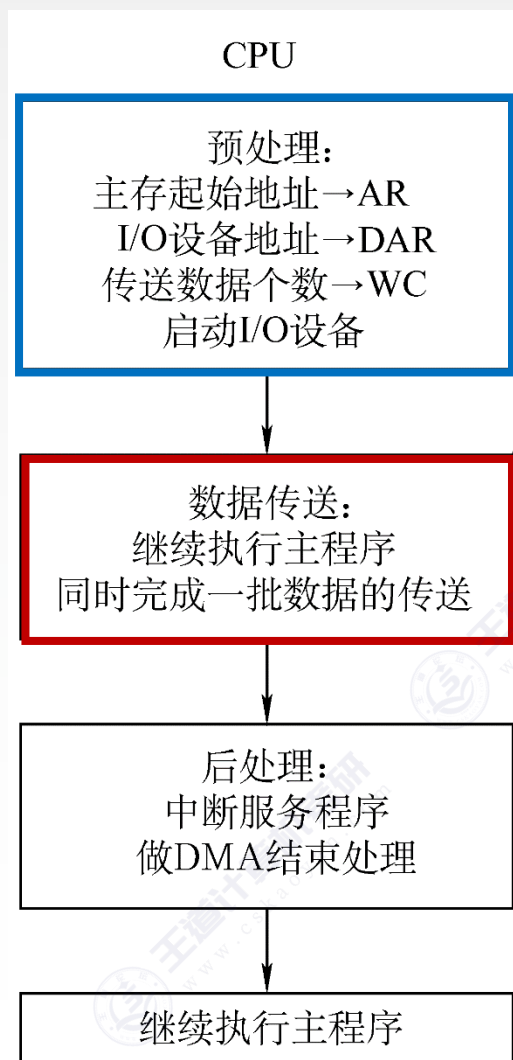 CPU
预处理：
主存起始地址→AR
I/O设备地址→DAR
传送数据个数→WC
启动I/O设备
数据传送：
继续执行主程序
同时完成一批数据的传送
后处理：
中断服务程序
做DMA结束处理
继续执行主程序